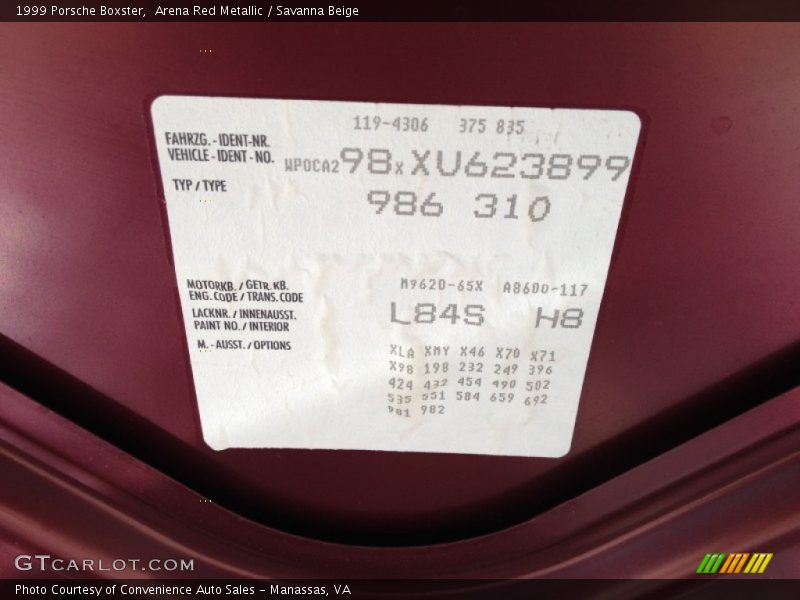 1999 Porsche Boxster,  Arena Red Metallic / Savanna Beige
119-4306 375 835
FAHRZG.-IDENT-NR.
VEHICLE-IDENT-NO. WP0CA298xXU623899
TYP / TYPE 986 310
MOTORKB. / GETR. KB. M9620-65X A8600-117
ENG. CODE / TRANS. CODE
LACKNR. / INNENAUSST. L84S H8
PAINT NO. / INTERIOR
M.-AUSST. / OPTIONS
XLA XMY X46 X70 X71
X98 198 232 249 396
424 432 454 490 502
535 551 584 659 692
981 982
GTCARLOT.COM
Photo Courtesy of Convenience Auto Sales – Manassas, VA